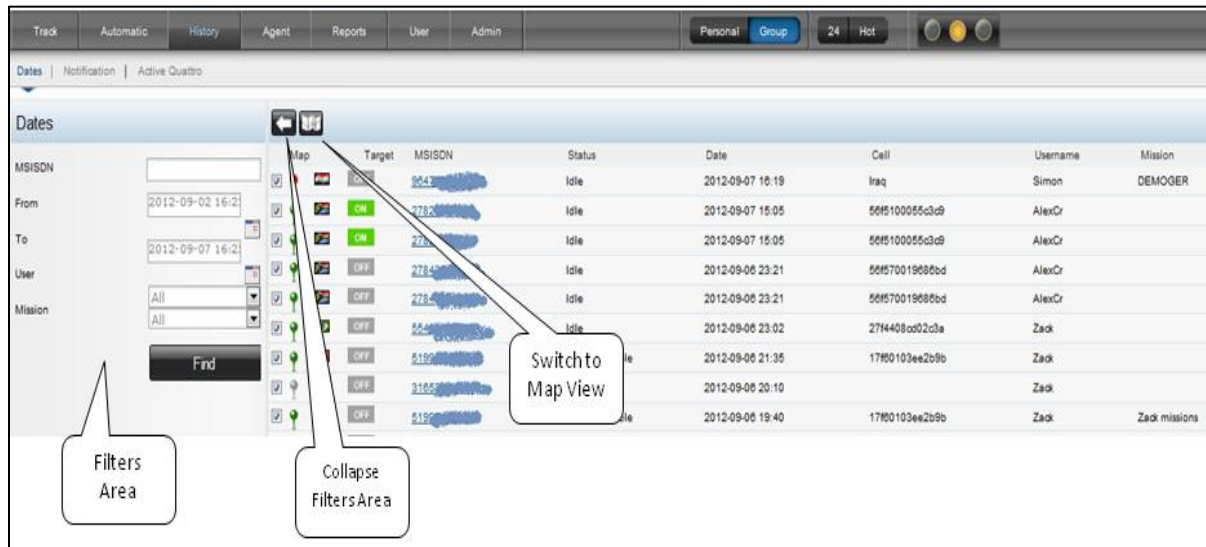 Track Automatic History Agent Reports User Admin Personal Group 24 Hot
Dates | Notification | Active Quattro
Dates
MSISDN
From 2012-09-02 16:2
To 2012-09-07 16:2
User All
Mission All
Find
Map Target MSISDN Status Date Cell Username Mission
Idle 2012-09-07 16:19 Iraq Simon DEMOGER
ON Idle 2012-09-07 15:05 56f5100055c3c9 AlexCr
ON Idle 2012-09-07 15:05 56f5100055c3c9 AlexCr
OFF Idle 2012-09-06 23:21 56f570019686bd AlexCr
OFF Idle 2012-09-06 23:21 56f570019686bd AlexCr
OFF Idle 2012-09-06 23:02 27f4408cd02c3a Zack
OFF 2012-09-06 21:35 17f60103ee2b9b Zack
OFF 2012-09-06 20:10 Zack
OFF 2012-09-06 19:40 17f60103ee2b9b Zack Zack missions
Filters
Area
Collapse
Filters Area
Switch to
Map View